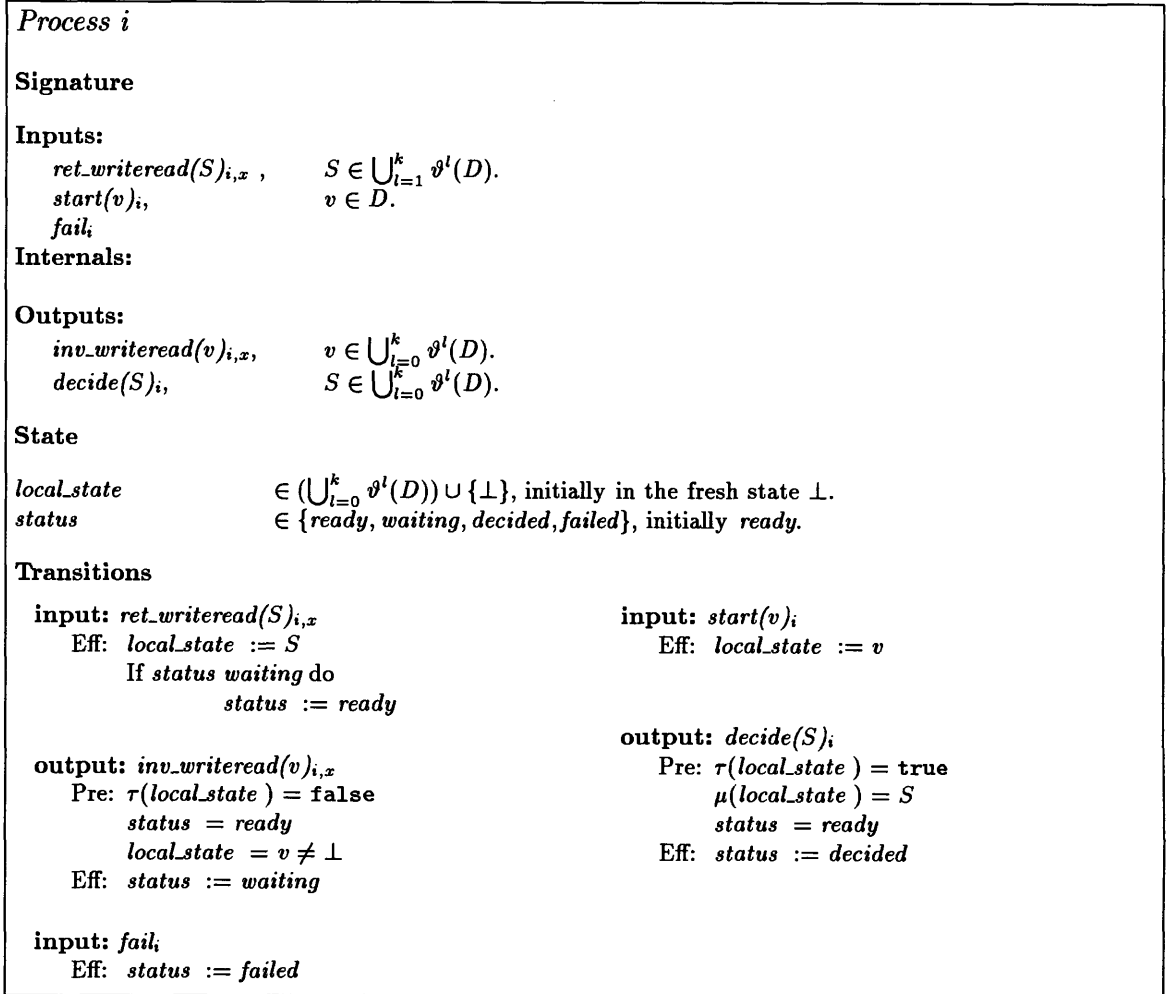 Process i
Signature
Inputs:
ret_writeread(S)_{i,x} , S ∈ ⋃_{l=1}^{k} ϑ^l(D).
start(v)_i, v ∈ D.
fail_i
Internals:
Outputs:
inv_writeread(v)_{i,x}, v ∈ ⋃_{l=0}^{k} ϑ^l(D).
decide(S)_i, S ∈ ⋃_{l=0}^{k} ϑ^l(D).
State
local_state ∈ (⋃_{l=0}^{k} ϑ^l(D)) ∪ {⊥}, initially in the fresh state ⊥.
status ∈ {ready, waiting, decided, failed}, initially ready.
Transitions
input: ret_writeread(S)_{i,x}
Eff: local_state := S
If status waiting do
status := ready
output: inv_writeread(v)_{i,x}
Pre: τ(local_state ) = false
status = ready
local_state = v ≠ ⊥
Eff: status := waiting
input: fail_i
Eff: status := failed
input: start(v)_i
Eff: local_state := v
output: decide(S)_i
Pre: τ(local_state ) = true
μ(local_state ) = S
status = ready
Eff: status := decided